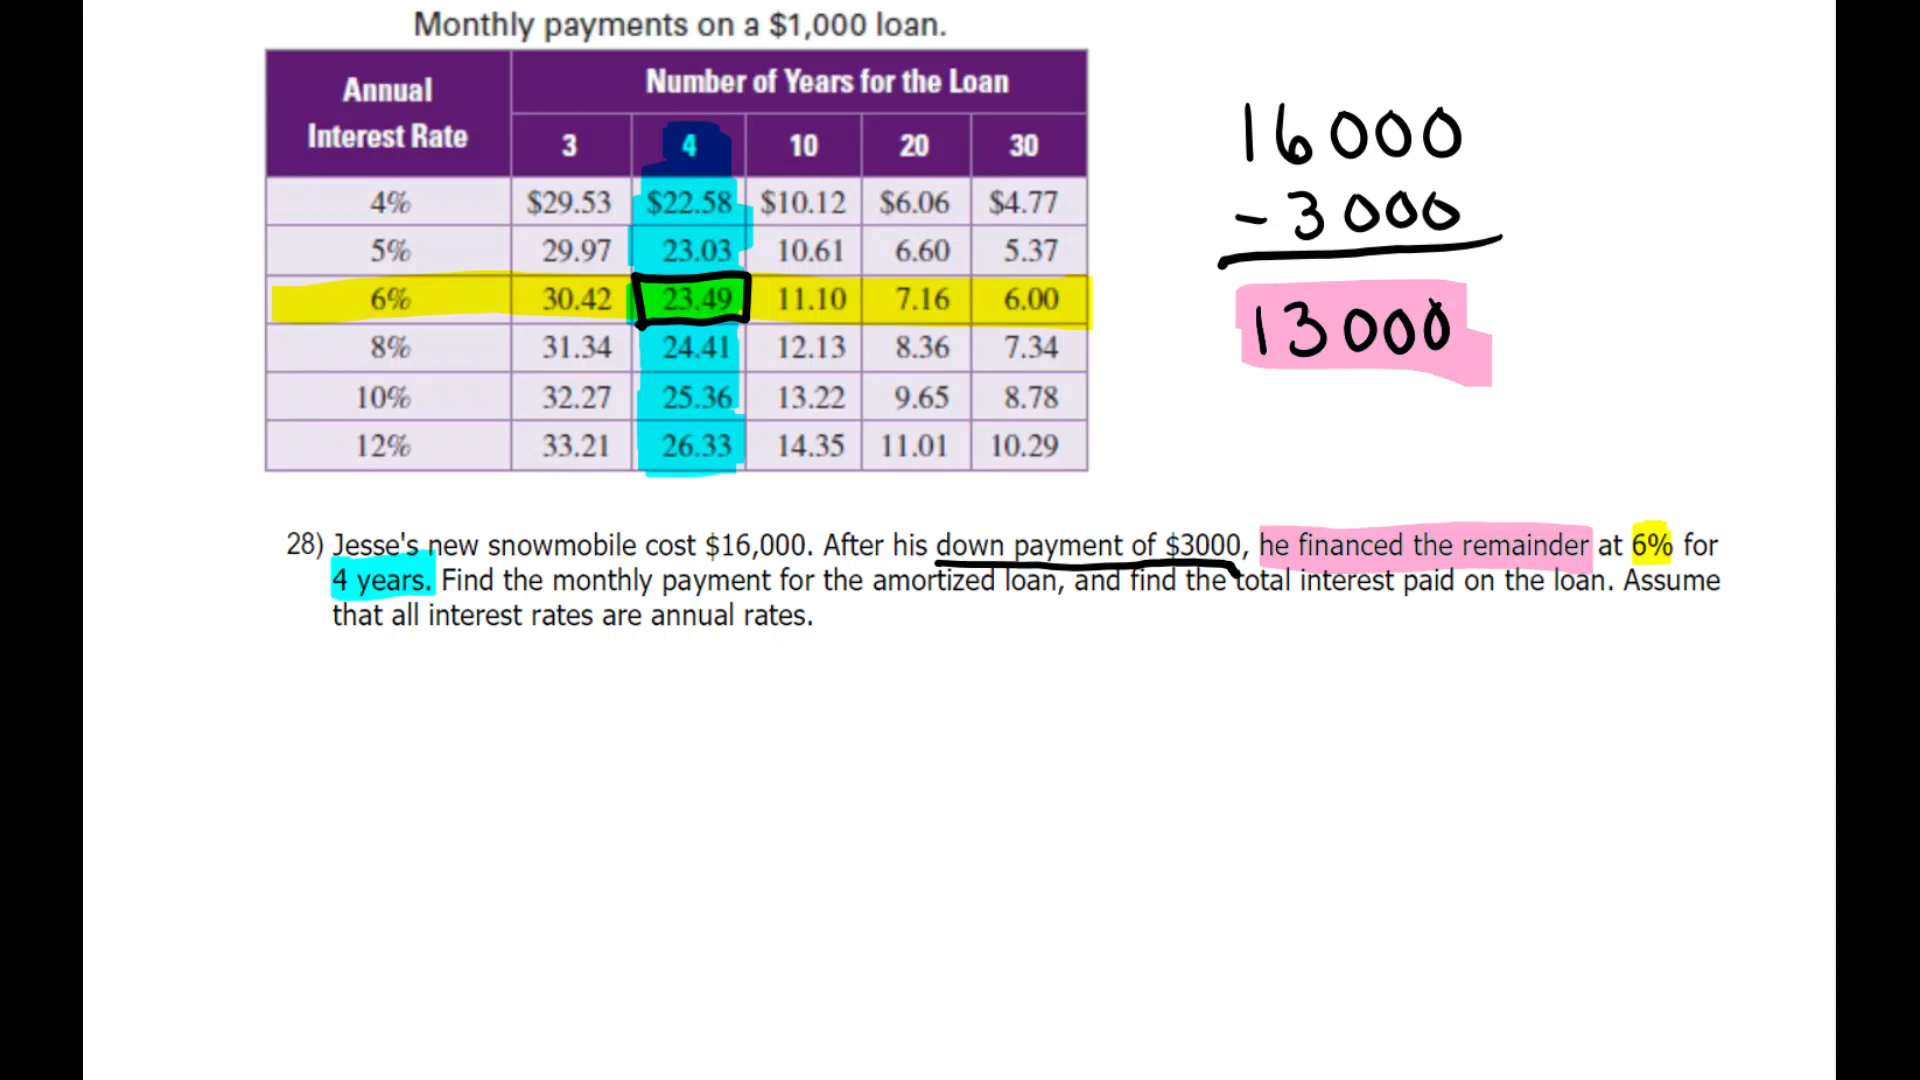 Monthly payments on a $1,000 loan.
Annual Interest Rate
Number of Years for the Loan
3 4 10 20 30
4% $29.53 $22.58 $10.12 $6.06 $4.77
5% 29.97 23.03 10.61 6.60 5.37
6% 30.42 23.49 11.10 7.16 6.00
8% 31.34 24.41 12.13 8.36 7.34
10% 32.27 25.36 13.22 9.65 8.78
12% 33.21 26.33 14.35 11.01 10.29
16000
- 3000
13000
28) Jesse's new snowmobile cost $16,000. After his down payment of $3000, he financed the remainder at 6% for
4 years. Find the monthly payment for the amortized loan, and find the total interest paid on the loan. Assume
that all interest rates are annual rates.